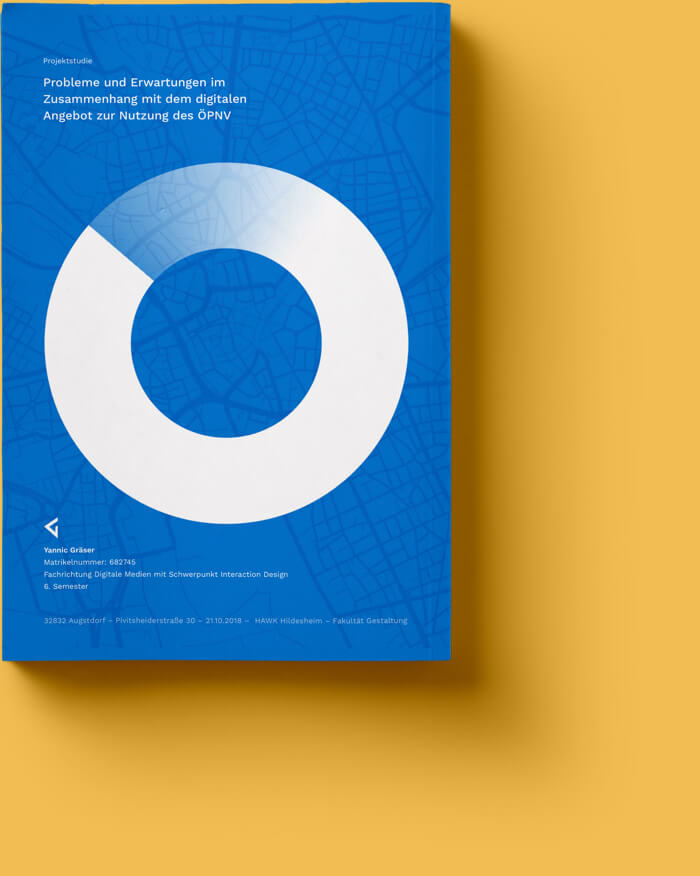 Projektstudie
Probleme und Erwartungen im
Zusammenhang mit dem digitalen
Angebot zur Nutzung des ÖPNV
Yannic Gräser
Matrikelnummer: 682745
Fachrichtung Digitale Medien mit Schwerpunkt Interaction Design
6. Semester
32832 Augstdorf – Pivitsheiderstraße 30 – 21.10.2018 – HAWK Hildesheim – Fakultät Gestaltung